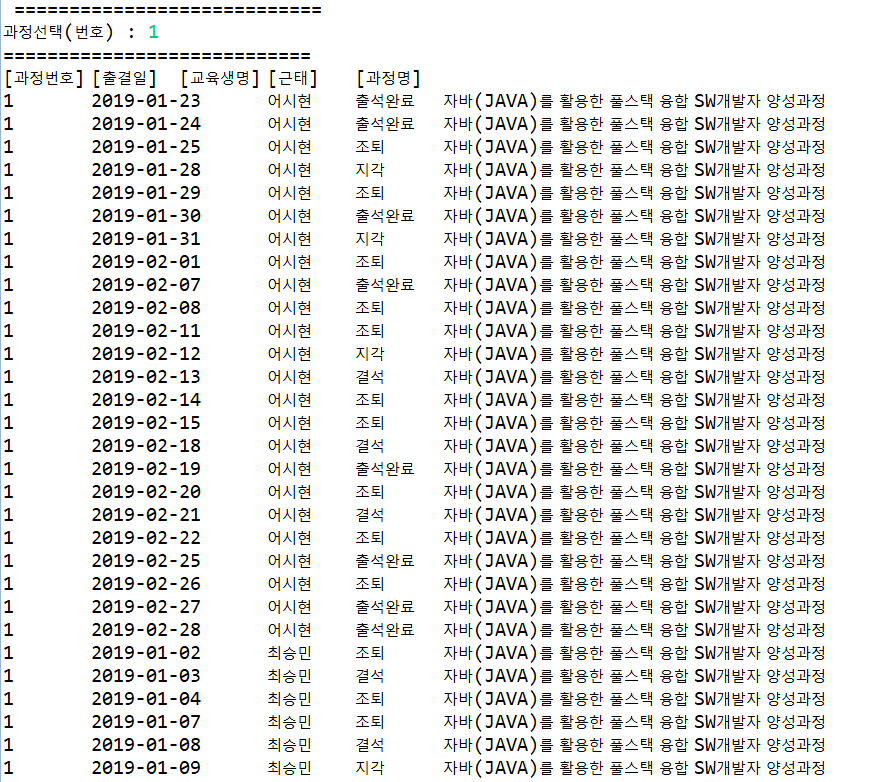 ============================
과정선택(번호) : 1
============================
[과정번호] [출결일] [교육생명] [근태] [과정명]
1 2019-01-23 어시현 출석완료 자바(JAVA)를 활용한 풀스택 융합 SW개발자 양성과정
1 2019-01-24 어시현 출석완료 자바(JAVA)를 활용한 풀스택 융합 SW개발자 양성과정
1 2019-01-25 어시현 조퇴 자바(JAVA)를 활용한 풀스택 융합 SW개발자 양성과정
1 2019-01-28 어시현 지각 자바(JAVA)를 활용한 풀스택 융합 SW개발자 양성과정
1 2019-01-29 어시현 조퇴 자바(JAVA)를 활용한 풀스택 융합 SW개발자 양성과정
1 2019-01-30 어시현 출석완료 자바(JAVA)를 활용한 풀스택 융합 SW개발자 양성과정
1 2019-01-31 어시현 지각 자바(JAVA)를 활용한 풀스택 융합 SW개발자 양성과정
1 2019-02-01 어시현 조퇴 자바(JAVA)를 활용한 풀스택 융합 SW개발자 양성과정
1 2019-02-07 어시현 출석완료 자바(JAVA)를 활용한 풀스택 융합 SW개발자 양성과정
1 2019-02-08 어시현 조퇴 자바(JAVA)를 활용한 풀스택 융합 SW개발자 양성과정
1 2019-02-11 어시현 조퇴 자바(JAVA)를 활용한 풀스택 융합 SW개발자 양성과정
1 2019-02-12 어시현 지각 자바(JAVA)를 활용한 풀스택 융합 SW개발자 양성과정
1 2019-02-13 어시현 결석 자바(JAVA)를 활용한 풀스택 융합 SW개발자 양성과정
1 2019-02-14 어시현 조퇴 자바(JAVA)를 활용한 풀스택 융합 SW개발자 양성과정
1 2019-02-15 어시현 조퇴 자바(JAVA)를 활용한 풀스택 융합 SW개발자 양성과정
1 2019-02-18 어시현 결석 자바(JAVA)를 활용한 풀스택 융합 SW개발자 양성과정
1 2019-02-19 어시현 출석완료 자바(JAVA)를 활용한 풀스택 융합 SW개발자 양성과정
1 2019-02-20 어시현 조퇴 자바(JAVA)를 활용한 풀스택 융합 SW개발자 양성과정
1 2019-02-21 어시현 결석 자바(JAVA)를 활용한 풀스택 융합 SW개발자 양성과정
1 2019-02-22 어시현 조퇴 자바(JAVA)를 활용한 풀스택 융합 SW개발자 양성과정
1 2019-02-25 어시현 출석완료 자바(JAVA)를 활용한 풀스택 융합 SW개발자 양성과정
1 2019-02-26 어시현 조퇴 자바(JAVA)를 활용한 풀스택 융합 SW개발자 양성과정
1 2019-02-27 어시현 출석완료 자바(JAVA)를 활용한 풀스택 융합 SW개발자 양성과정
1 2019-02-28 어시현 출석완료 자바(JAVA)를 활용한 풀스택 융합 SW개발자 양성과정
1 2019-01-02 최승민 조퇴 자바(JAVA)를 활용한 풀스택 융합 SW개발자 양성과정
1 2019-01-03 최승민 결석 자바(JAVA)를 활용한 풀스택 융합 SW개발자 양성과정
1 2019-01-04 최승민 조퇴 자바(JAVA)를 활용한 풀스택 융합 SW개발자 양성과정
1 2019-01-07 최승민 조퇴 자바(JAVA)를 활용한 풀스택 융합 SW개발자 양성과정
1 2019-01-08 최승민 결석 자바(JAVA)를 활용한 풀스택 융합 SW개발자 양성과정
1 2019-01-09 최승민 지각 자바(JAVA)를 활용한 풀스택 융합 SW개발자 양성과정